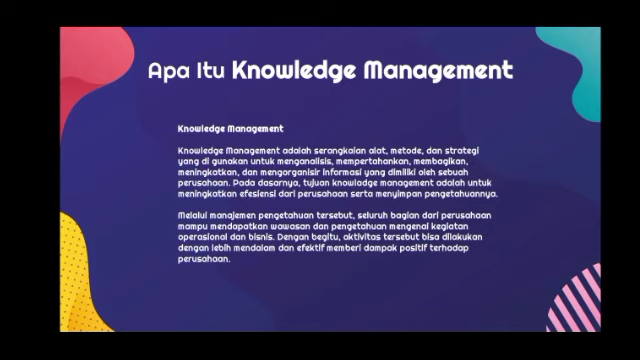 Apa Itu Knowledge Management
Knowledge Management
Knowledge Management adalah serangkaian alat, metode, dan strategi
yang di gunakan untuk menganalisis, mempertahankan, membagikan,
meningkatkan, dan mengorganisir informasi yang dimiliki oleh sebuah
perusahaan. Pada dasarnya, tujuan knowladge management adalah untuk
meningkatkan efesiensi dari perusahaan serta menyimpan pengetahuannya.
Melalui manajemen pengetahuan tersebut, seluruh bagian dari perusahaan
mampu mendapatkan wawasan dan pengetahuan mengenai kegiatan
operasional dan bisnis. Dengan begitu, aktivitas tersebut bisa dilakukan
dengan lebih mendalam dan efektif memberi dampak positif terhadap
perusahaan.